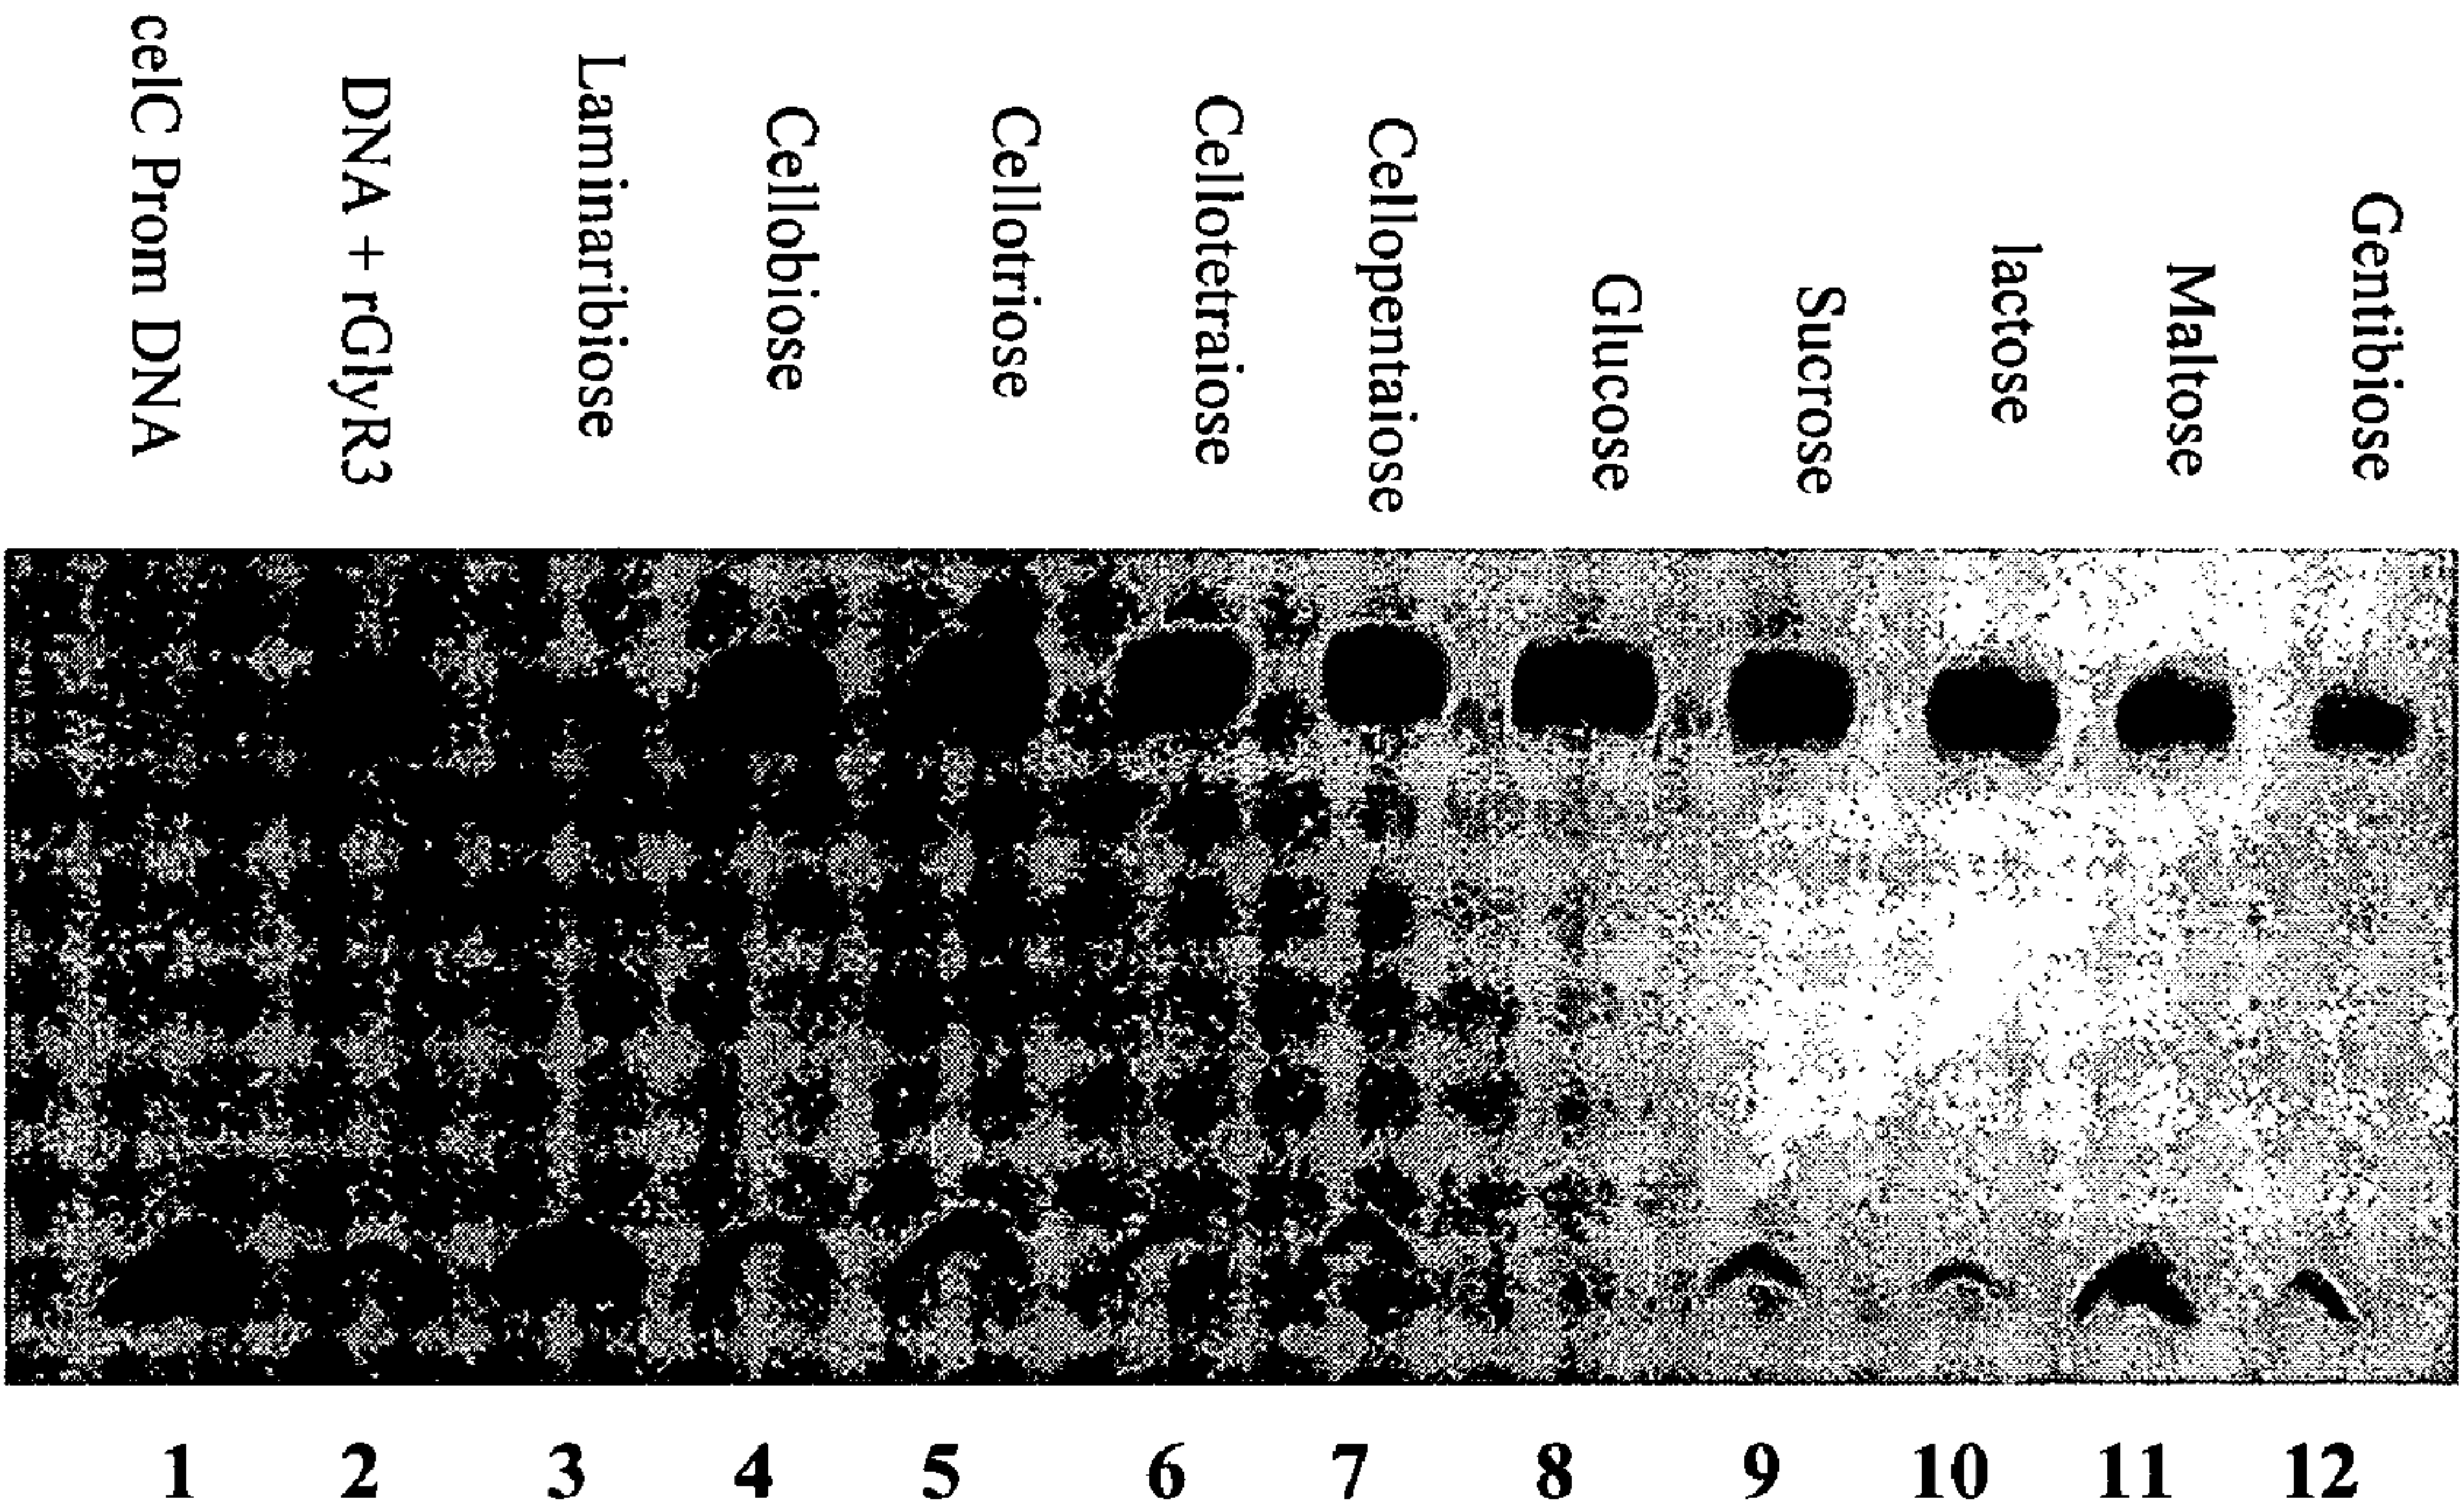 celC Prom DNA
DNA + rGlyR3
Laminaribiose
Cellobiose
Cellotriose
Cellotetraiose
Cellopentaiose
Glucose
Sucrose
lactose
Maltose
Gentibiose
1 2 3 4 5 6 7 8 9 10 11 12